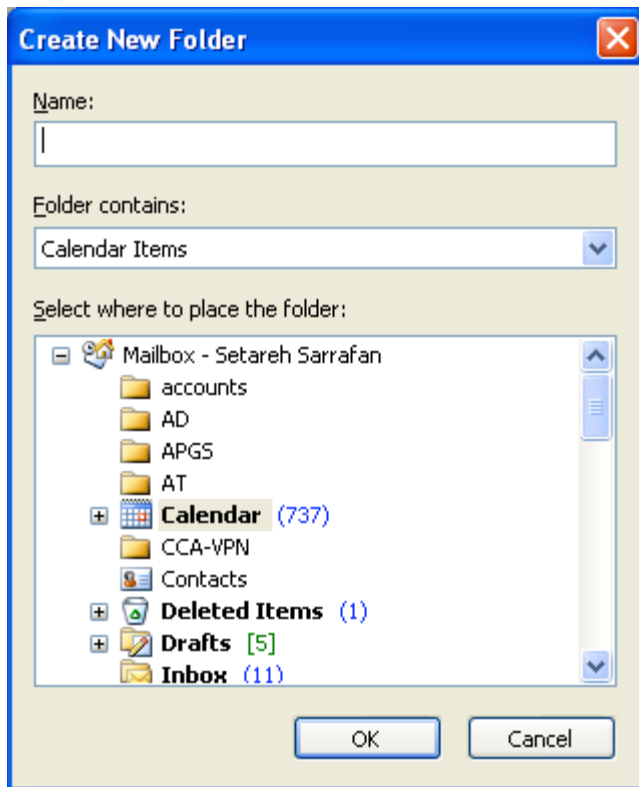 Create New Folder
Name:
Folder contains:
Calendar Items
Select where to place the folder:
Mailbox - Setareh Sarrafan
accounts
AD
APGS
AT
Calendar (737)
CCA-VPN
Contacts
Deleted Items (1)
Drafts [5]
Inbox (11)
OK Cancel